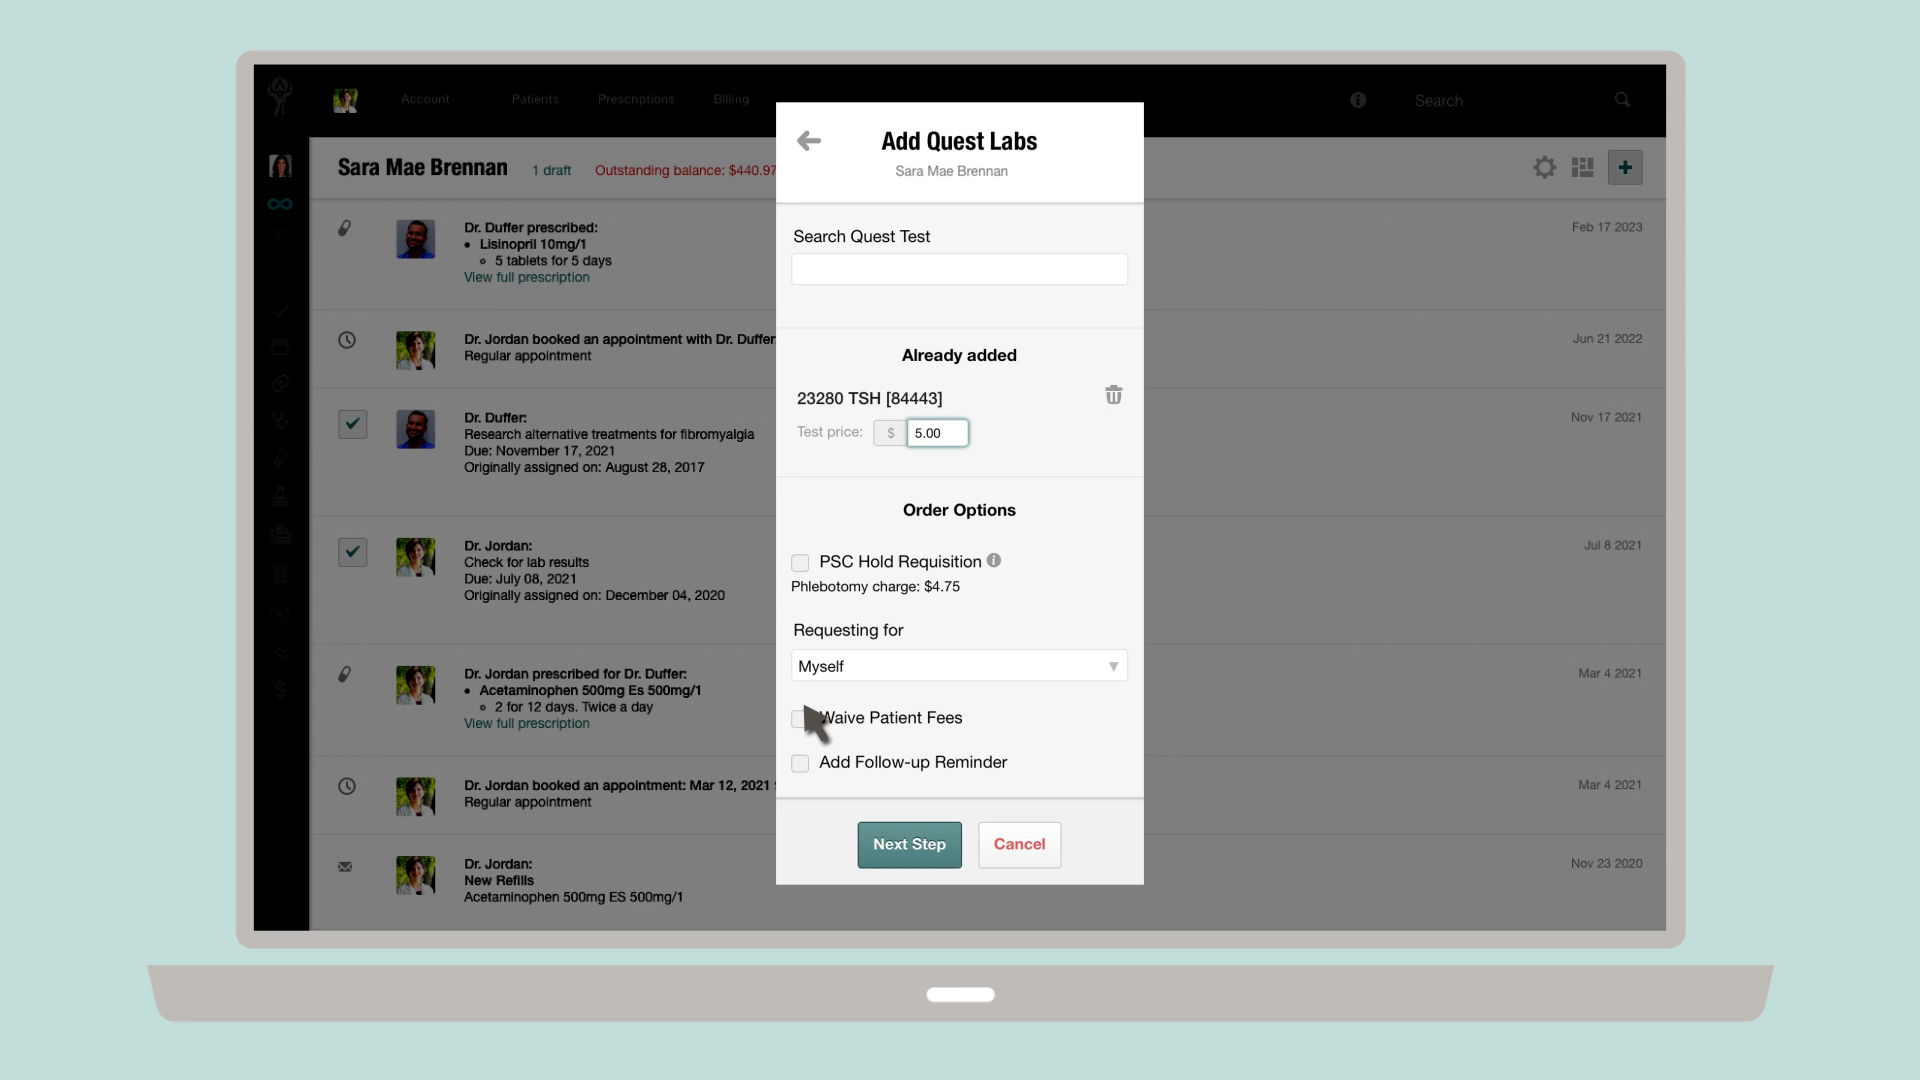 Account
Patients
Prescriptions
Billing
Search
Sara Mae Brennan
1 draft
Outstanding balance: $440.97
Dr. Duffer prescribed:
Lisinopril 10mg/1
5 tablets for 5 days
View full prescription
Feb 17 2023
Dr. Jordan booked an appointment with Dr. Duffer
Regular appointment
Jun 21 2022
Dr. Duffer:
Research alternative treatments for fibromyalgia
Due: November 17, 2021
Originally assigned on: August 28, 2017
Nov 17 2021
Dr. Jordan:
Check for lab results
Due: July 08, 2021
Originally assigned on: December 04, 2020
Jul 8 2021
Dr. Jordan prescribed for Dr. Duffer:
Acetaminophen 500mg Es 500mg/1
2 for 12 days. Twice a day
View full prescription
Mar 4 2021
Dr. Jordan booked an appointment: Mar 12, 2021
Regular appointment
Mar 4 2021
Dr. Jordan:
New Refills
Acetaminophen 500mg ES 500mg/1
Nov 23 2020
Add Quest Labs
Sara Mae Brennan
Search Quest Test
Already added
23280 TSH [84443]
Test price: $ 5.00
Order Options
PSC Hold Requisition
Phlebotomy charge: $4.75
Requesting for
Myself
Waive Patient Fees
Add Follow-up Reminder
Next Step
Cancel